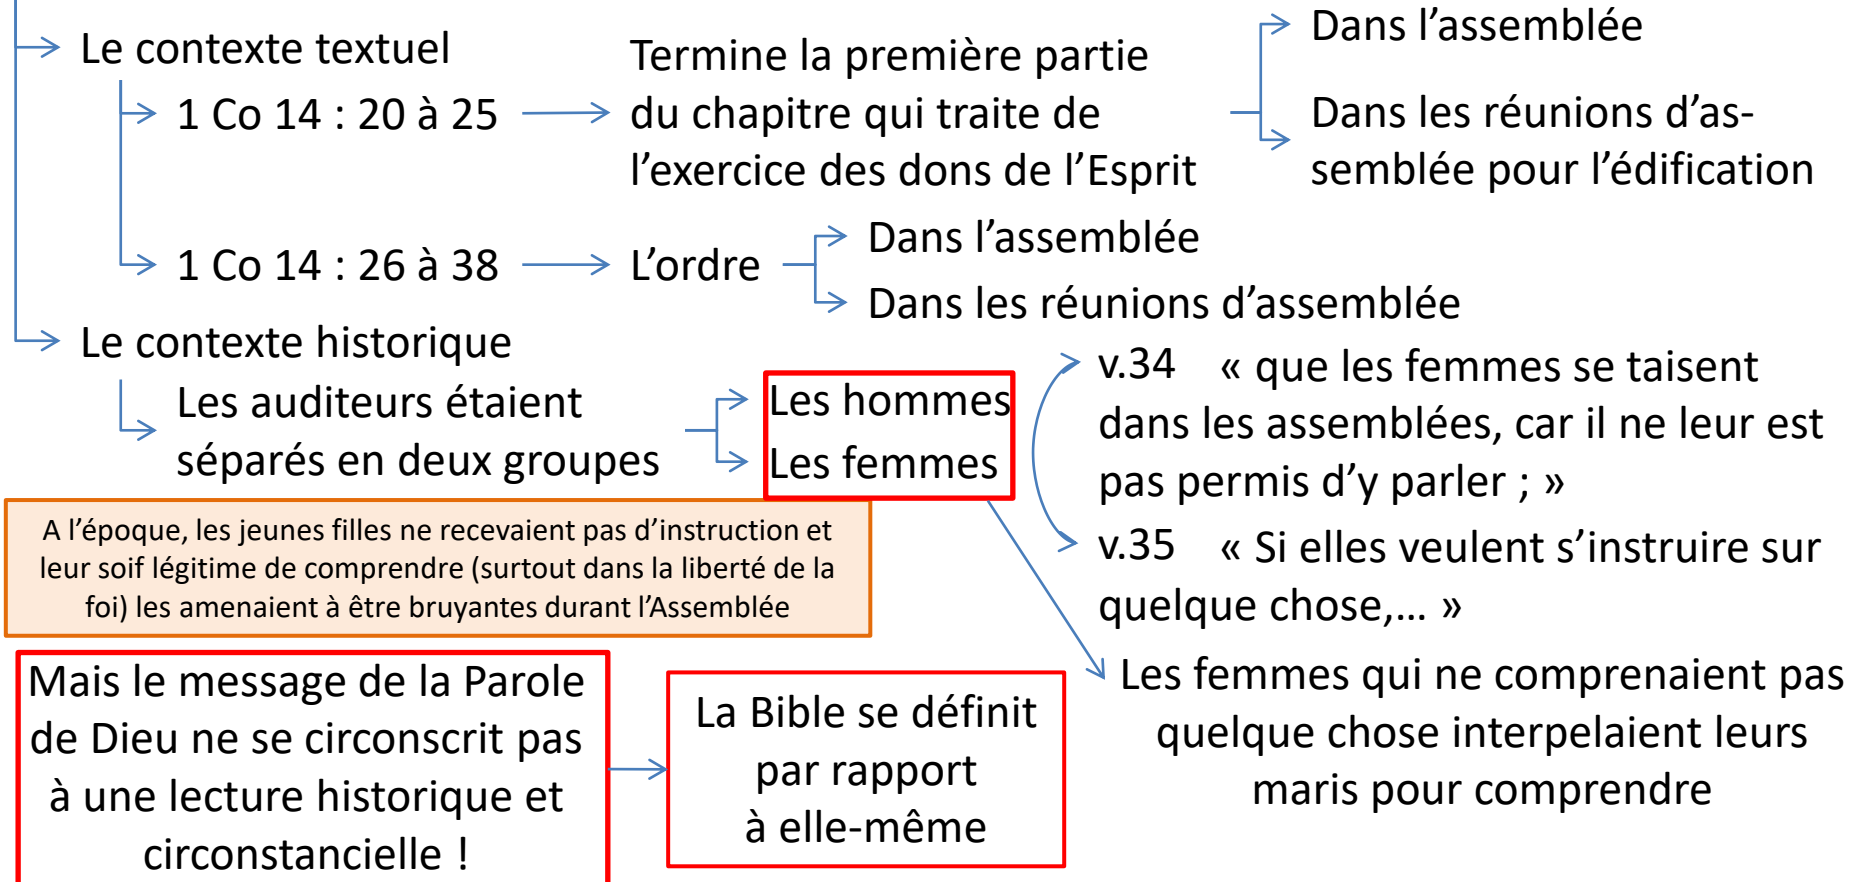 Le contexte textuel
1 Co 14 : 20 à 25
Termine la première partie
du chapitre qui traite de
l’exercice des dons de l’Esprit
Dans l’assemblée
Dans les réunions d’as-
semblée pour l’édification
1 Co 14 : 26 à 38
L’ordre
Dans l’assemblée
Dans les réunions d’assemblée
Le contexte historique
Les auditeurs étaient
séparés en deux groupes
Les hommes
Les femmes
v.34 « que les femmes se taisent
dans les assemblées, car il ne leur est
pas permis d’y parler ; »
v.35 « Si elles veulent s’instruire sur
quelque chose,… »
A l’époque, les jeunes filles ne recevaient pas d’instruction et
leur soif légitime de comprendre (surtout dans la liberté de la
foi) les amenaient à être bruyantes durant l’Assemblée
Les femmes qui ne comprenaient pas
quelque chose interpelaient leurs
maris pour comprendre
Mais le message de la Parole
de Dieu ne se circonscrit pas
à une lecture historique et
circonstancielle !
La Bible se définit
par rapport
à elle-même